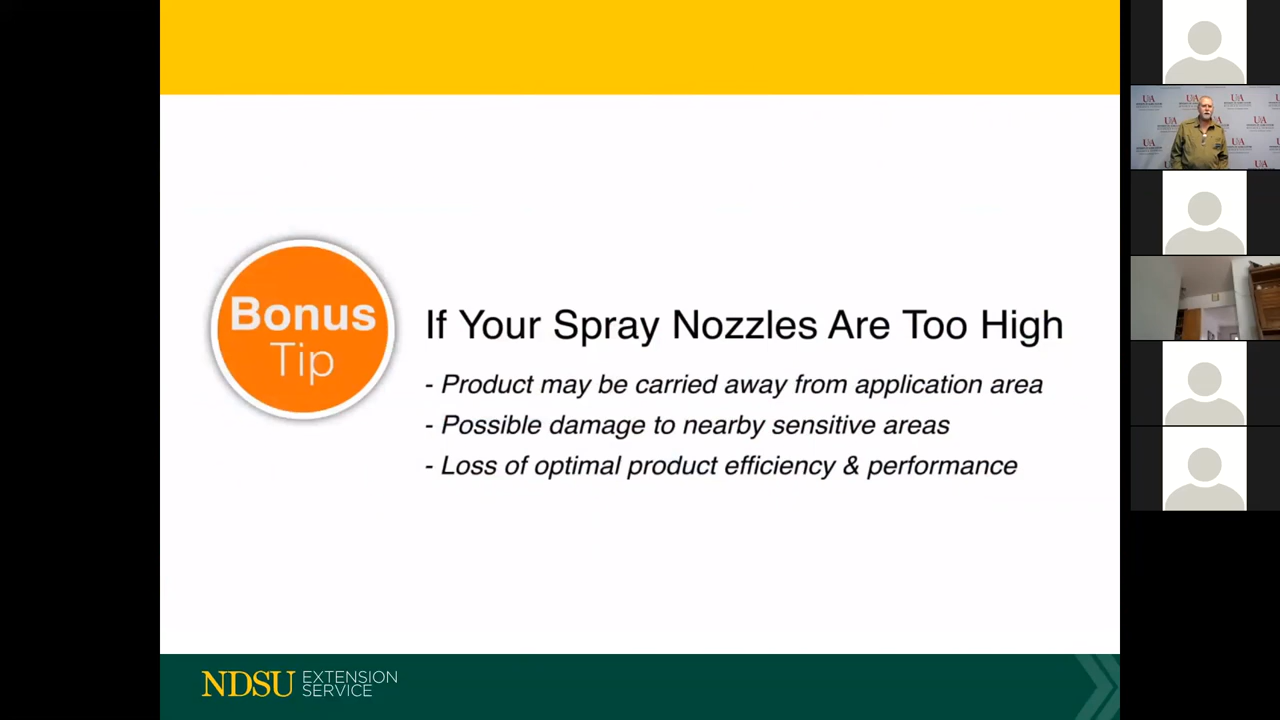 Bonus
Tip
If Your Spray Nozzles Are Too High
- Product may be carried away from application area
- Possible damage to nearby sensitive areas
- Loss of optimal product efficiency & performance
NDSU EXTENSION
SERVICE